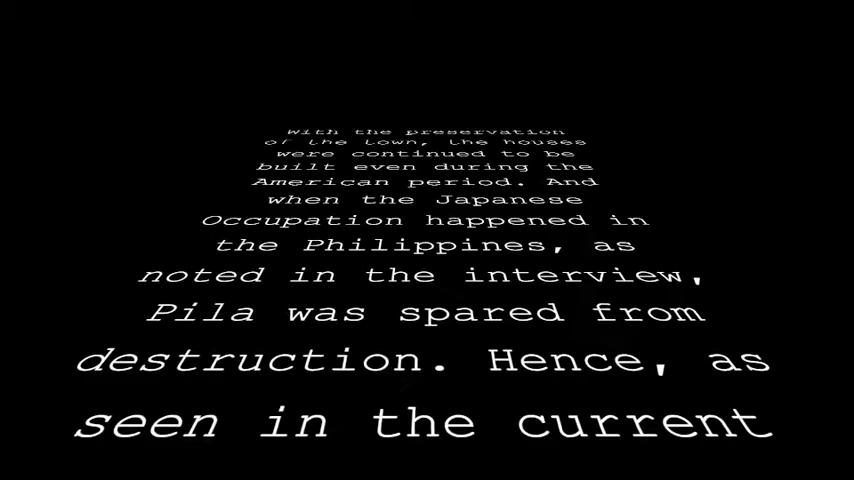 With the preservation
of the town, the houses
were continued to be
built even during the
American period. And
when the Japanese
Occupation happened in
the Philippines, as
noted in the interview,
Pila was spared from
destruction. Hence, as
seen in the current